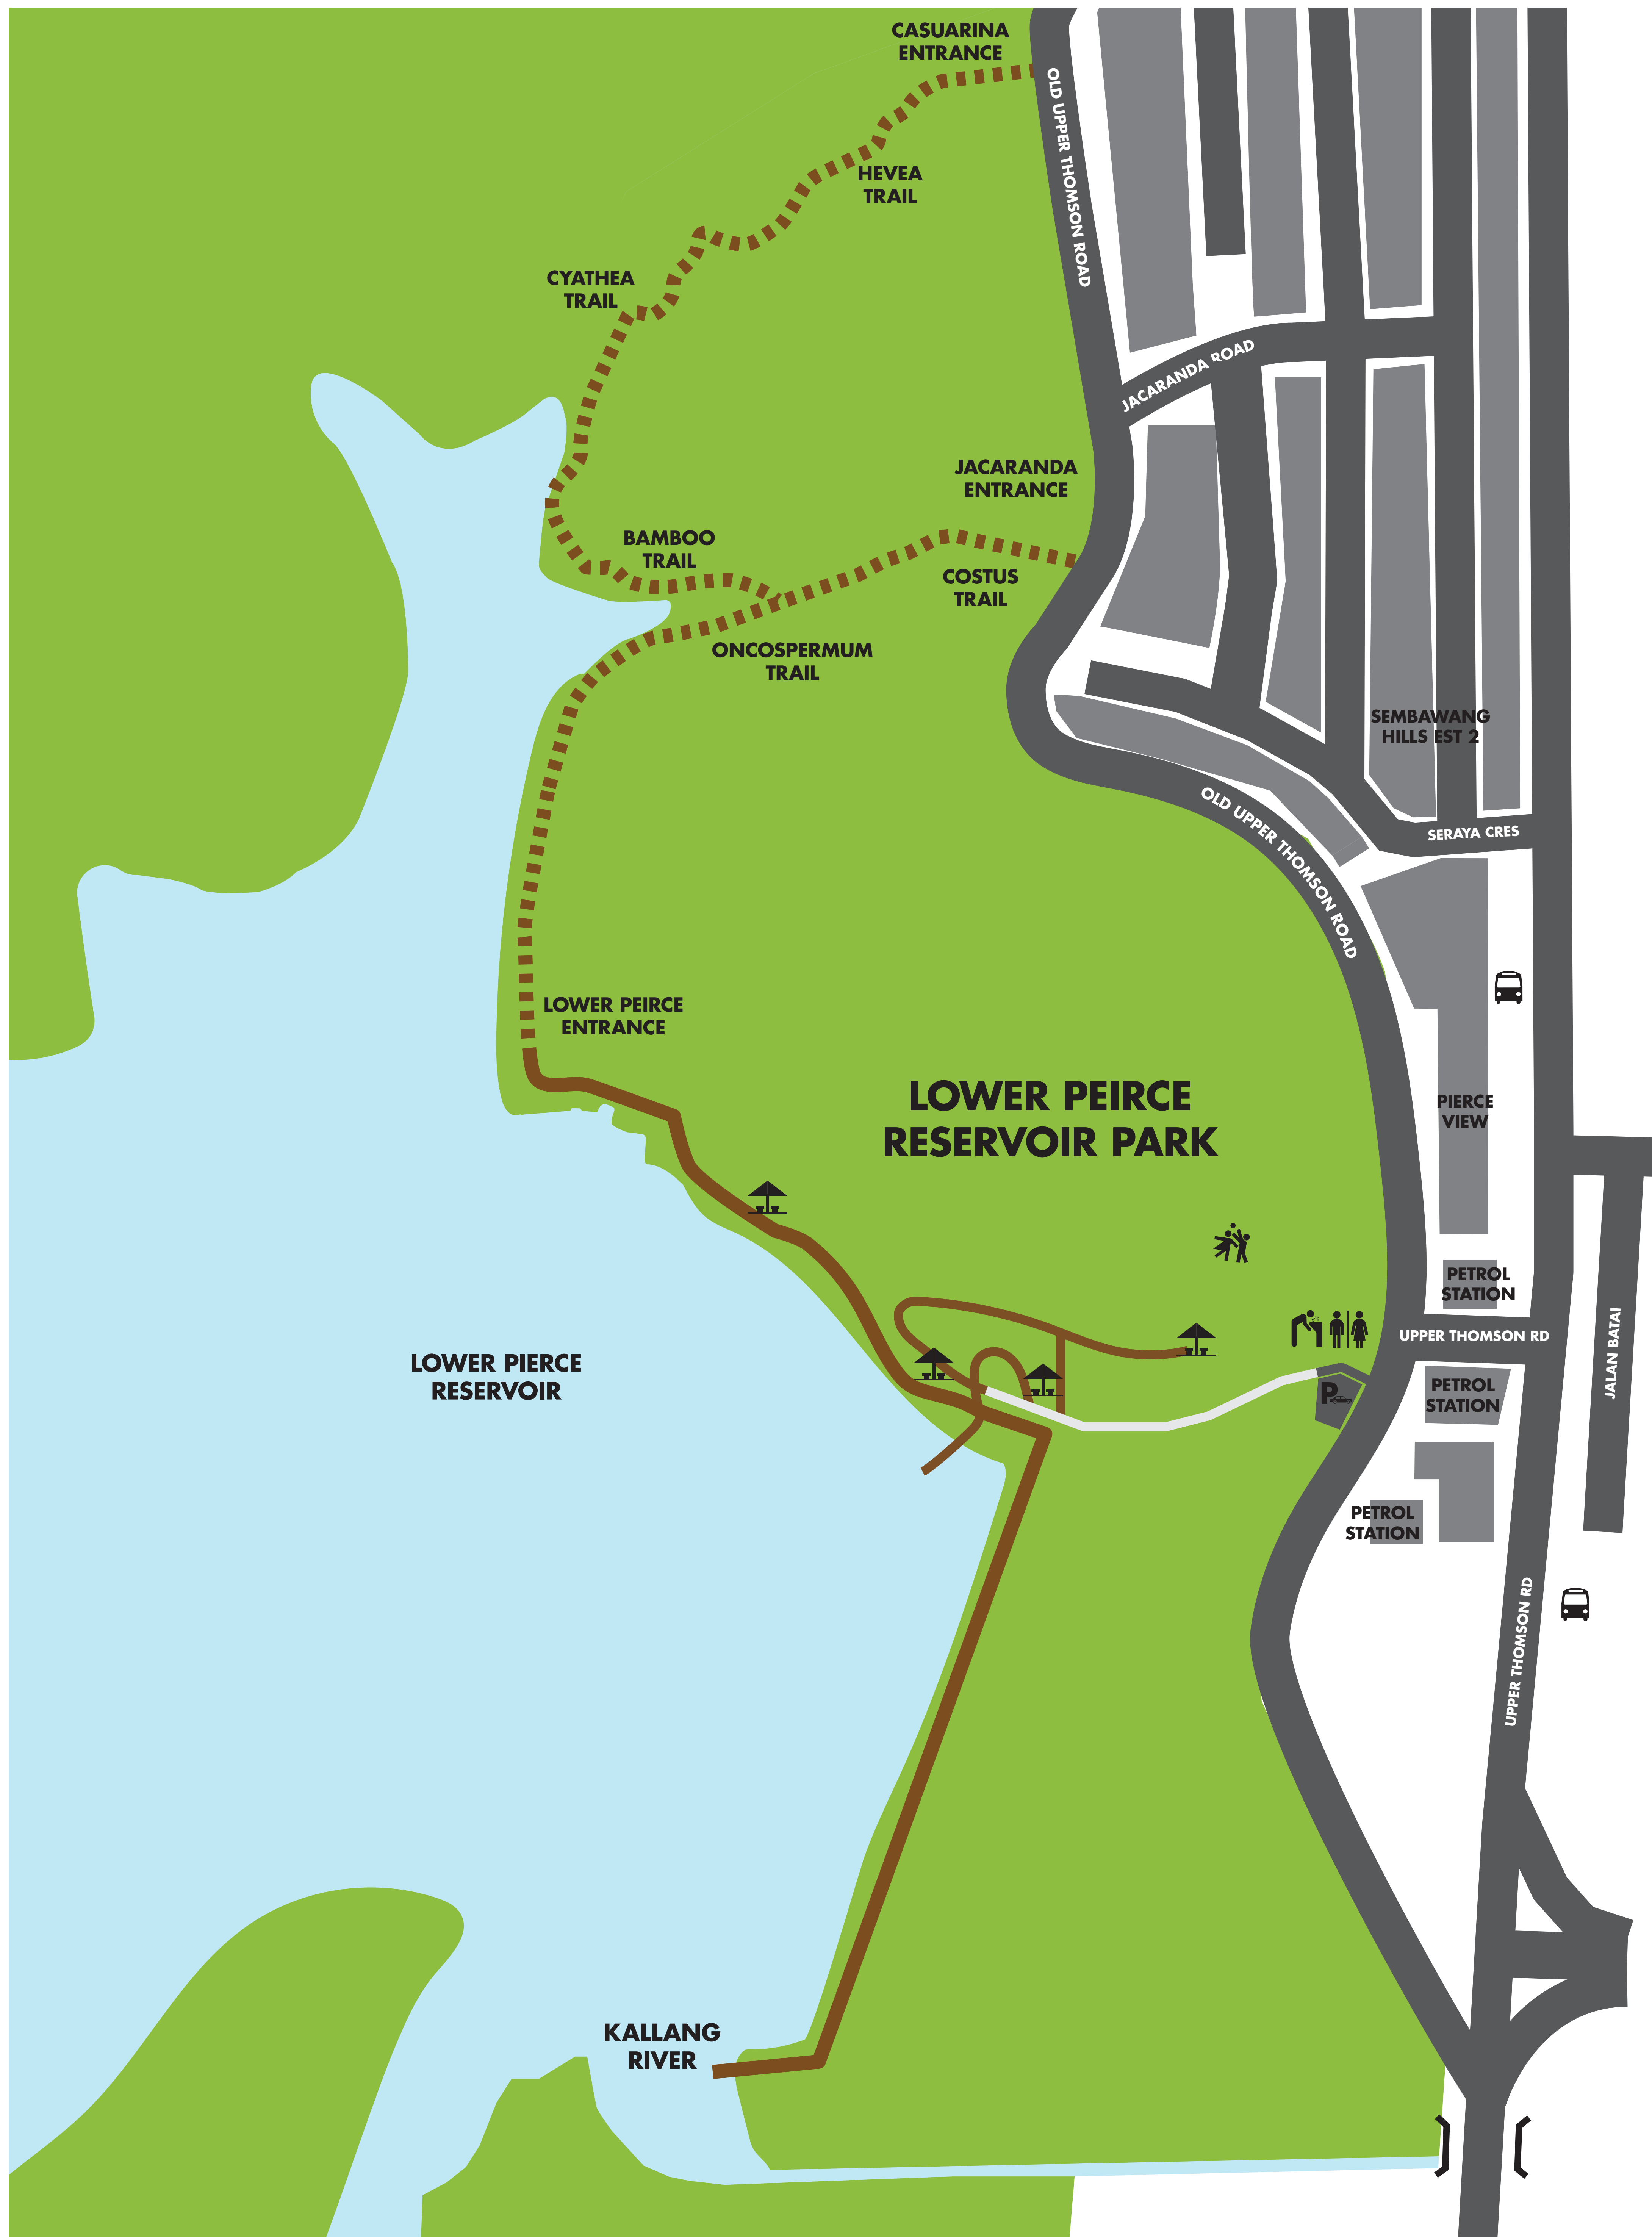 CASUARINA
ENTRANCE
OLD UPPER THOMSON ROAD
HEVEA
TRAIL
CYATHEA
TRAIL
JACARANDA ROAD
JACARANDA
ENTRANCE
BAMBOO
TRAIL
COSTUS
TRAIL
ONCOSPERMUM
TRAIL
SEMBAWANG
HILLS EST 2
OLD UPPER THOMSON ROAD
SERAYA CRES
LOWER PEIRCE
ENTRANCE
LOWER PEIRCE
RESERVOIR PARK
PIERCE
VIEW
PETROL
STATION
UPPER THOMSON RD
JALAN BATAI
LOWER PIERCE
RESERVOIR
P
PETROL
STATION
PETROL
STATION
UPPER THOMSON RD
KALLANG
RIVER